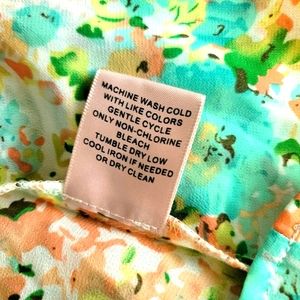 MACHINE WASH COLD
WITH LIKE COLORS
GENTLE CYCLE
ONLY NON-CHLORINE
BLEACH
TUMBLE DRY LOW
COOL IRON IF NEEDED
OR DRY CLEAN